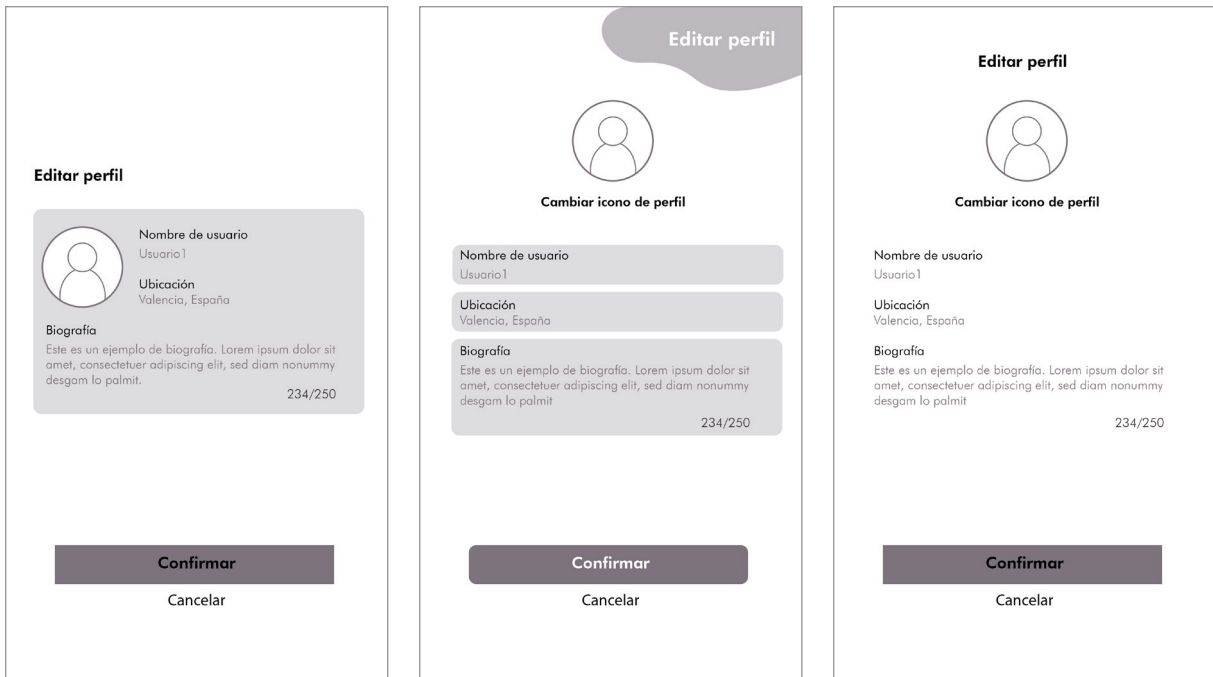 Editar perfil
Nombre de usuario
Usuario1
Ubicación
Valencia, España
Biografía
Este es un ejemplo de biografía. Lorem ipsum dolor sit
amet, consectetuer adipiscing elit, sed diam nonummy
desgam lo palmit.
234/250
Confirmar
Cancelar
Editar perfil
Cambiar icono de perfil
Nombre de usuario
Usuario1
Ubicación
Valencia, España
Biografía
Este es un ejemplo de biografía. Lorem ipsum dolor sit
amet, consectetuer adipiscing elit, sed diam nonummy
desgam lo palmit
234/250
Confirmar
Cancelar
Editar perfil
Cambiar icono de perfil
Nombre de usuario
Usuario1
Ubicación
Valencia, España
Biografía
Este es un ejemplo de biografía. Lorem ipsum dolor sit
amet, consectetuer adipiscing elit, sed diam nonummy
desgam lo palmit
234/250
Confirmar
Cancelar